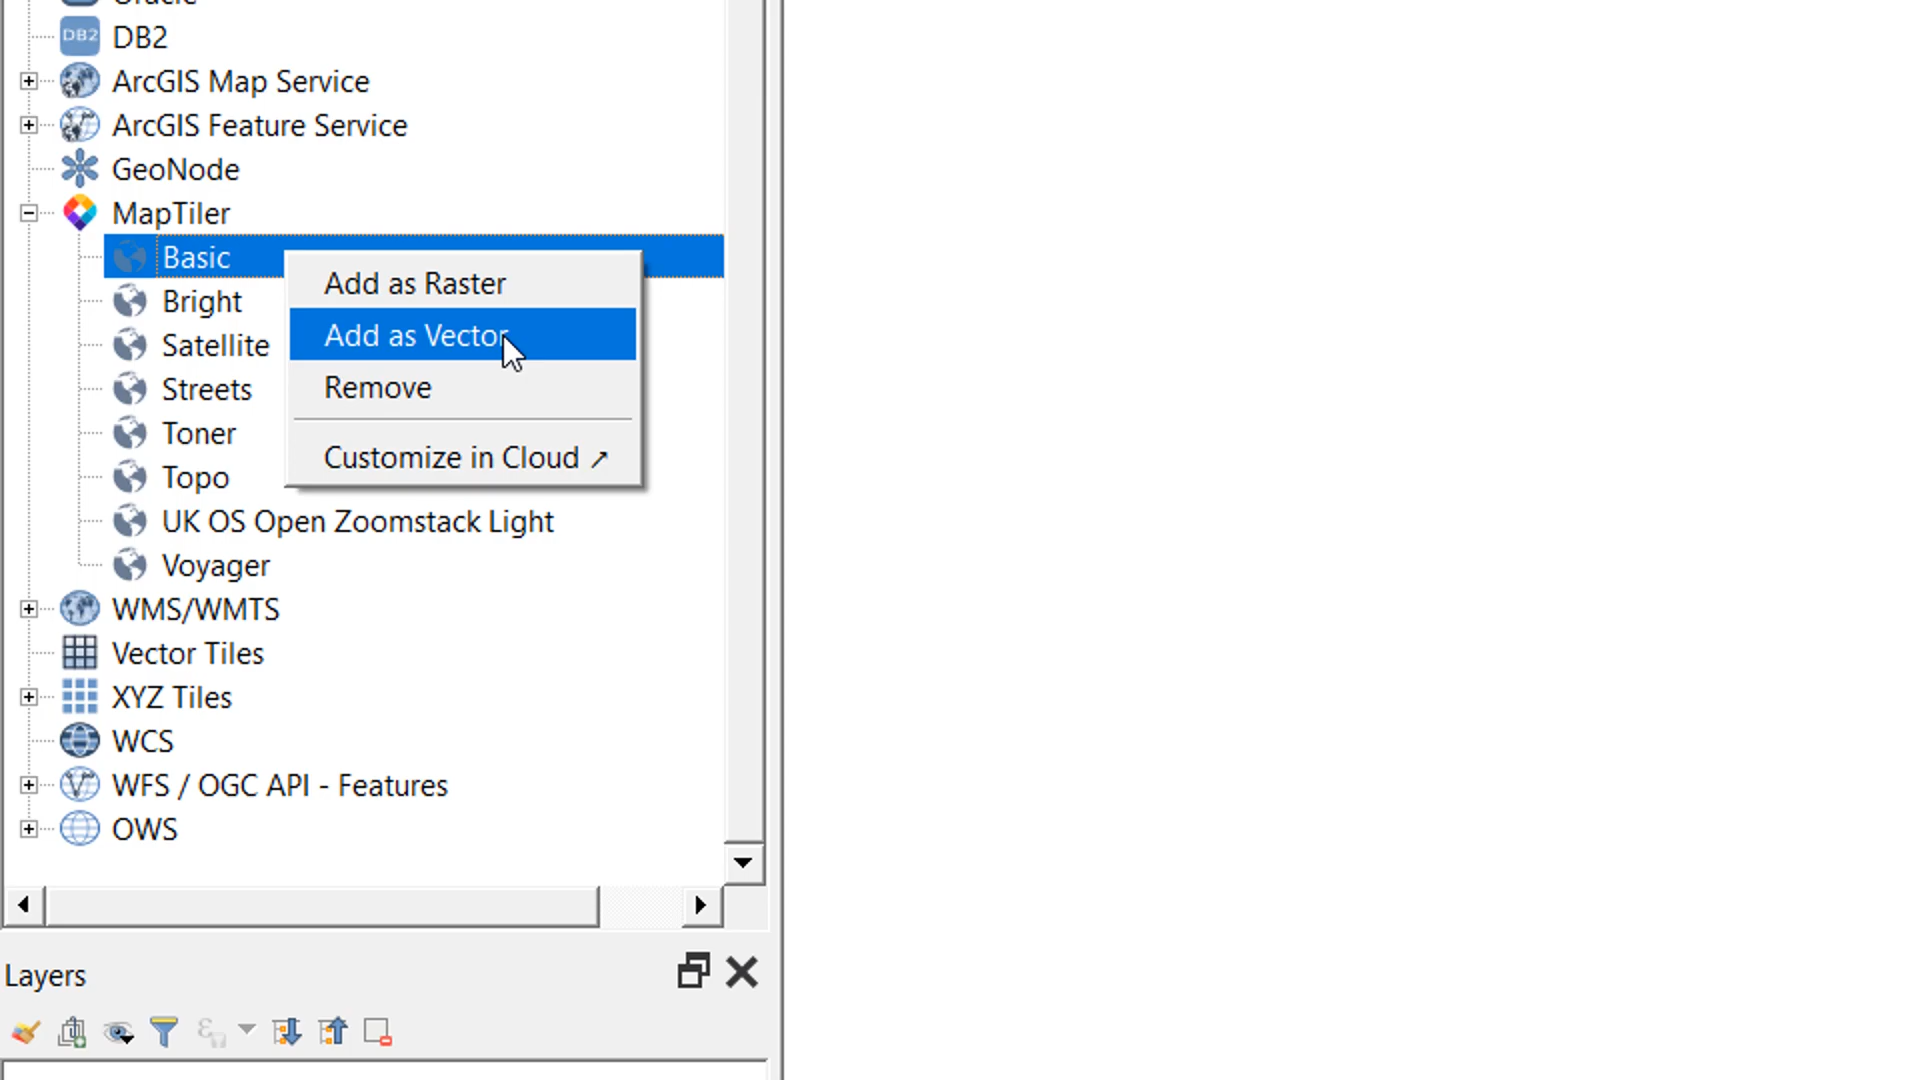 Oracle
DB2 DB2
ArcGIS Map Service
ArcGIS Feature Service
GeoNode
MapTiler
Basic
Add as Raster
Bright
Add as Vector
Satellite
Remove
Streets
Toner
Customize in Cloud ↗
Topo
UK OS Open Zoomstack Light
Voyager
WMS/WMTS
Vector Tiles
XYZ Tiles
WCS
WFS / OGC API - Features
OWS
Layers